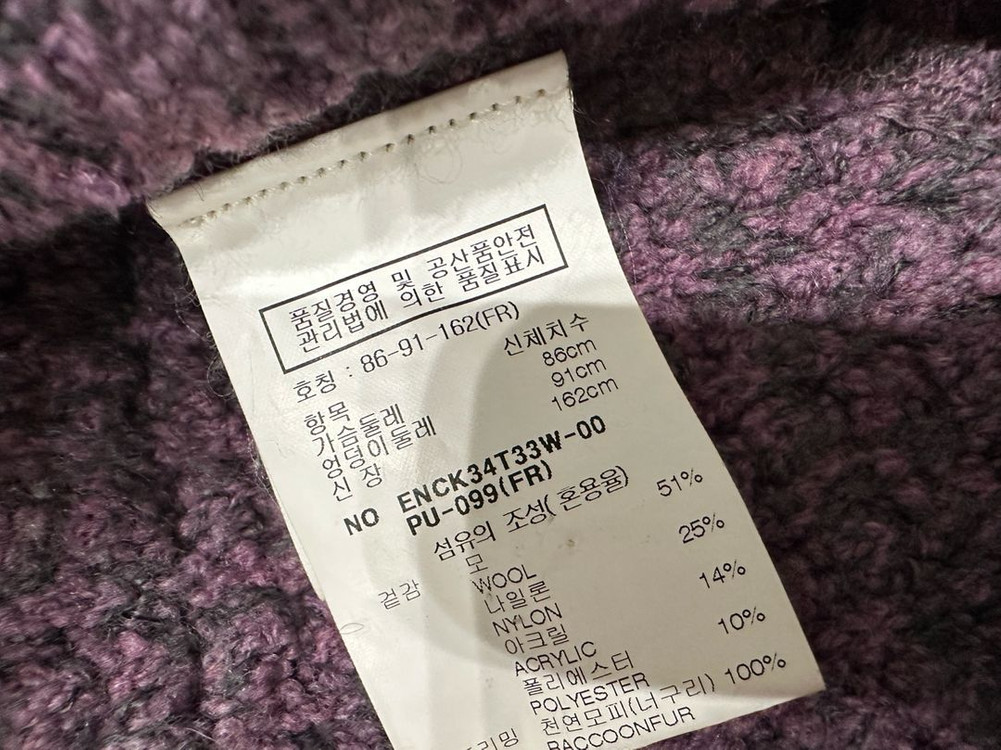 품질경영 및 공산품안전
관리법에 의한 품질표시
호칭 : 86-91-162(FR)
항목 신체치수
가슴둘레 86cm
엉덩이둘레 91cm
신장 162cm
NO ENCK34T33W-00
PU-099(FR)
섬유의 조성(혼용율)
겉감 모 51%
WOOL
나일론 25%
NYLON
아크릴 14%
ACRYLIC
폴리에스터 10%
POLYESTER
천연모피(너구리) 100%
RACCOONFUR